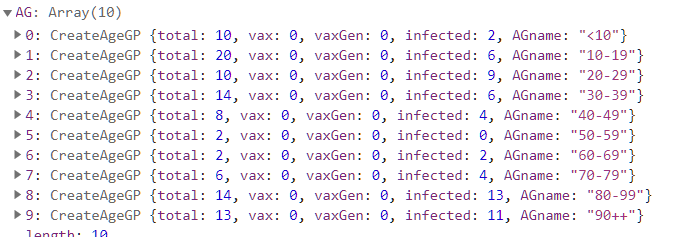 ▼AG: Array(10)
▶0: CreateAgeGP {total: 10, vax: 0, vaxGen: 0, infected: 2, AGname: "<10"}
▶1: CreateAgeGP {total: 20, vax: 0, vaxGen: 0, infected: 6, AGname: "10-19"}
▶2: CreateAgeGP {total: 10, vax: 0, vaxGen: 0, infected: 9, AGname: "20-29"}
▶3: CreateAgeGP {total: 14, vax: 0, vaxGen: 0, infected: 6, AGname: "30-39"}
▶4: CreateAgeGP {total: 8, vax: 0, vaxGen: 0, infected: 4, AGname: "40-49"}
▶5: CreateAgeGP {total: 2, vax: 0, vaxGen: 0, infected: 0, AGname: "50-59"}
▶6: CreateAgeGP {total: 2, vax: 0, vaxGen: 0, infected: 2, AGname: "60-69"}
▶7: CreateAgeGP {total: 6, vax: 0, vaxGen: 0, infected: 4, AGname: "70-79"}
▶8: CreateAgeGP {total: 14, vax: 0, vaxGen: 0, infected: 13, AGname: "80-99"}
▶9: CreateAgeGP {total: 13, vax: 0, vaxGen: 0, infected: 11, AGname: "90++"}
length: 10